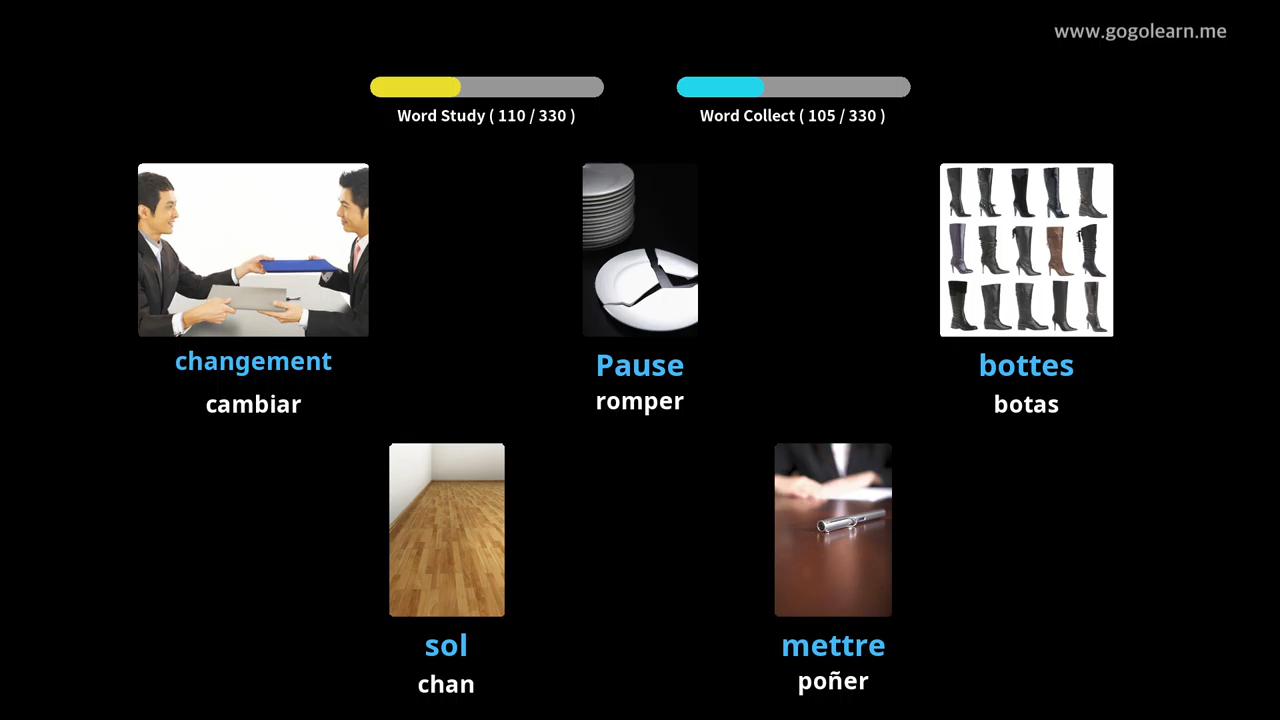 www.gogolearn.me
Word Study ( 110 / 330 )
Word Collect ( 105 / 330 )
changement
cambiar
Pause
romper
bottes
botas
sol
chan
mettre
poñer